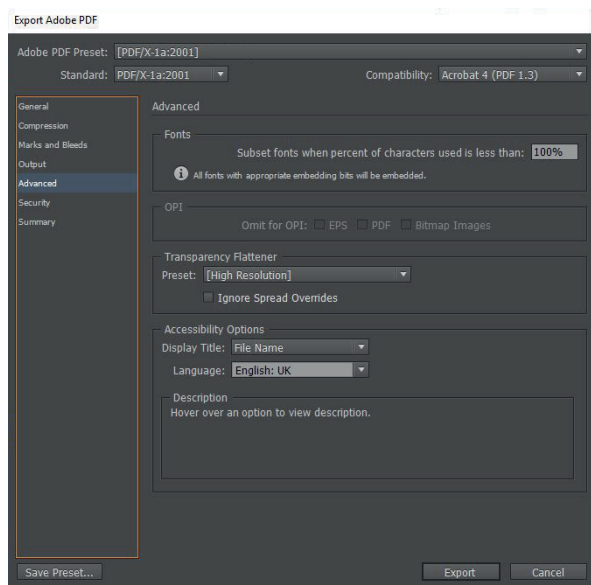 Export Adobe PDF
Adobe PDF Preset: [PDF/X-1a:2001]
Standard: PDF/X-1a:2001 Compatibility: Acrobat 4 (PDF 1.3)
General
Compression
Marks and Bleeds
Output
Advanced
Security
Summary
Advanced
Fonts
Subset fonts when percent of characters used is less than: 100%
All fonts with appropriate embedding bits will be embedded.
OPI
Omit for OPI: EPS PDF Bitmap Images
Transparency Flattener
Preset: [High Resolution]
Ignore Spread Overrides
Accessibility Options
Display Title: File Name
Language: English: UK
Description
Hover over an option to view description.
Save Preset... Export Cancel